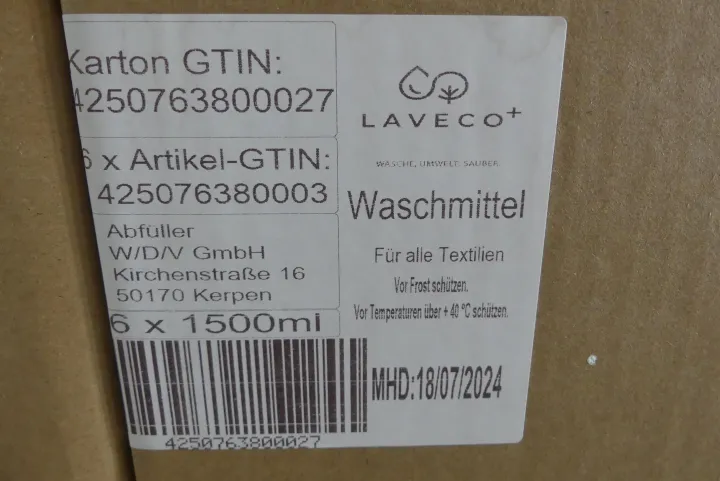 Karton GTIN:
4250763800027
6 x Artikel-GTIN:
425076380003
Abfüller
W/D/V GmbH
Kirchenstraße 16
50170 Kerpen
6 x 1500ml
4250763800027
LAVECO+
WÄSCHE, UMWELT. SAUBER.
Waschmittel
Für alle Textilien
Vor Frost schützen.
Vor Temperaturen über + 40 °C schützen.
MHD:18/07/2024